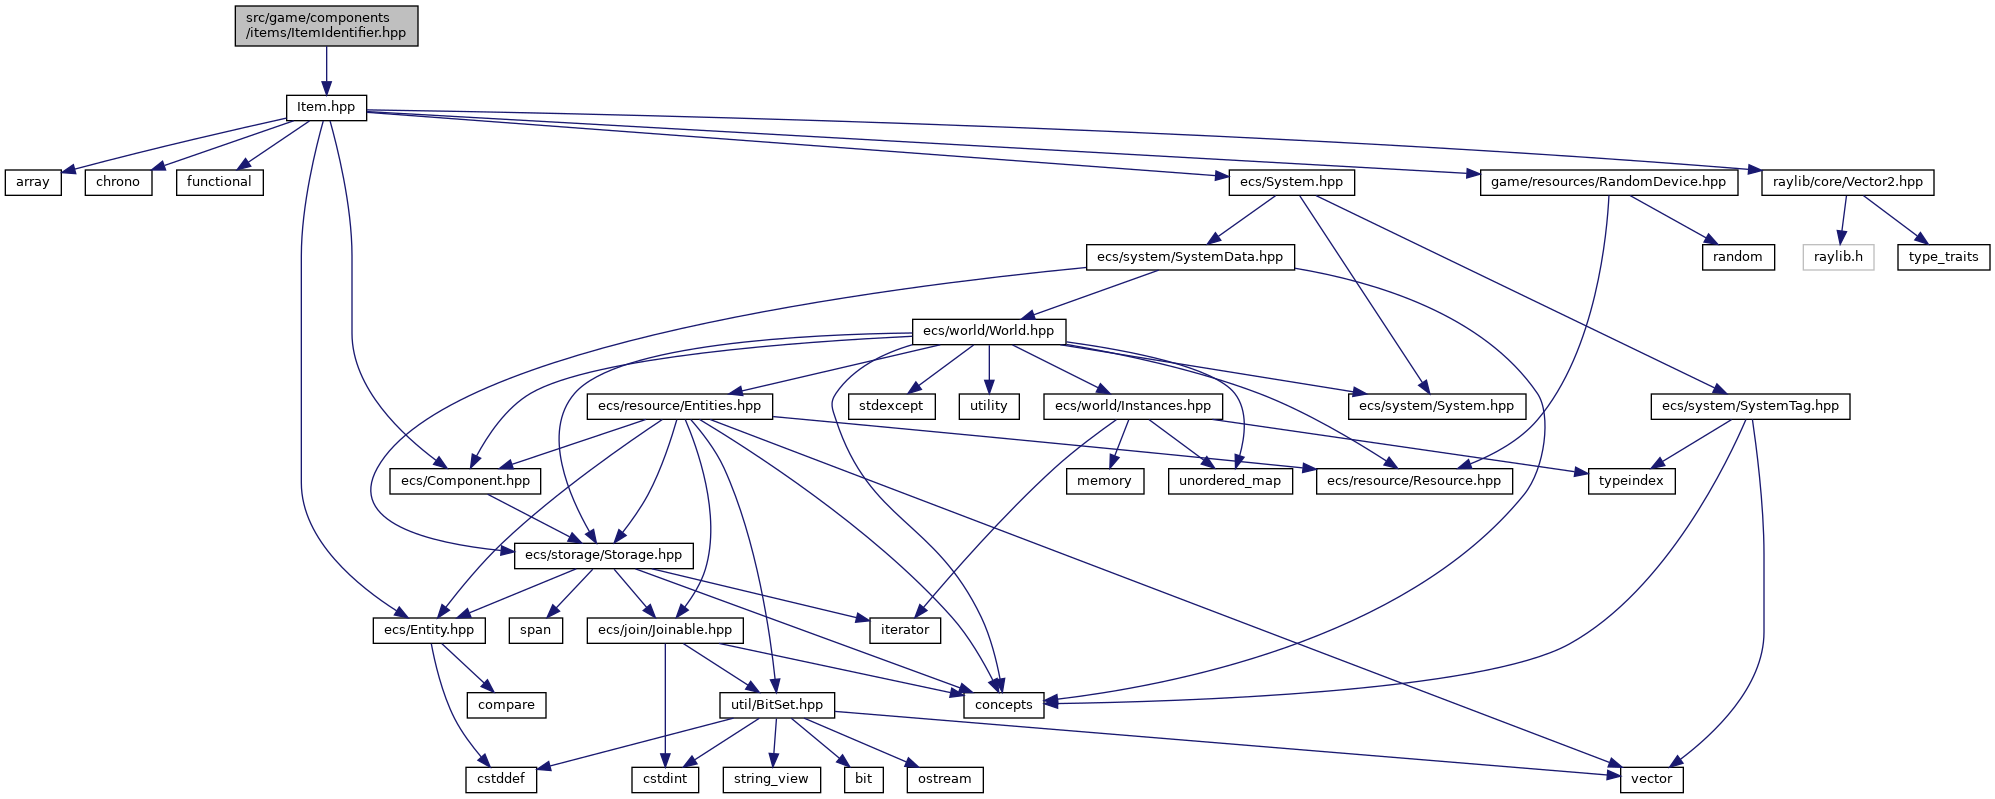 src/game/components
/items/ItemIdentifier.hpp
Item.hpp
array
chrono
functional
ecs/System.hpp
game/resources/RandomDevice.hpp
raylib/core/Vector2.hpp
ecs/system/SystemData.hpp
random
raylib.h
type_traits
ecs/world/World.hpp
ecs/resource/Entities.hpp
stdexcept
utility
ecs/world/Instances.hpp
ecs/system/System.hpp
ecs/system/SystemTag.hpp
ecs/Component.hpp
memory
unordered_map
ecs/resource/Resource.hpp
typeindex
ecs/storage/Storage.hpp
ecs/Entity.hpp
span
ecs/join/Joinable.hpp
iterator
compare
util/BitSet.hpp
concepts
cstddef
cstdint
string_view
bit
ostream
vector